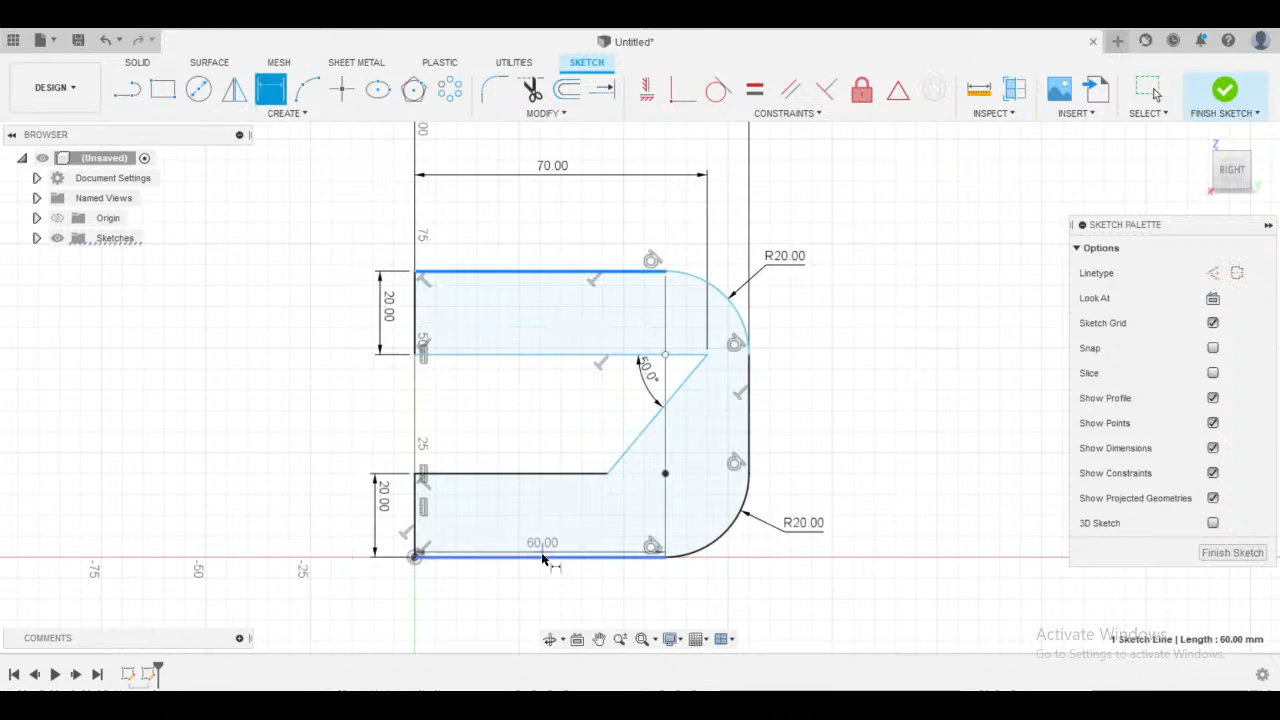 Untitled*
SOLID SURFACE MESH SHEET METAL PLASTIC UTILITIES SKETCH
DESIGN
CREATE MODIFY CONSTRAINTS INSPECT INSERT SELECT FINISH SKETCH
BROWSER
(Unsaved)
Document Settings
Named Views
Origin
Sketches
00
70.00
75
R20.00
20.00
50
50.0°
25
20.00
60.00
R20.00
-75
-50
-25
Z
RIGHT
X
Y
SKETCH PALETTE
Options
Linetype
Look At
Sketch Grid
Snap
Slice
Show Profile
Show Points
Show Dimensions
Show Constraints
Show Projected Geometries
3D Sketch
Finish Sketch
COMMENTS
Activate Windows
1 Sketch Line | Length : 60.00 mm
Go to Settings to activate Windows.